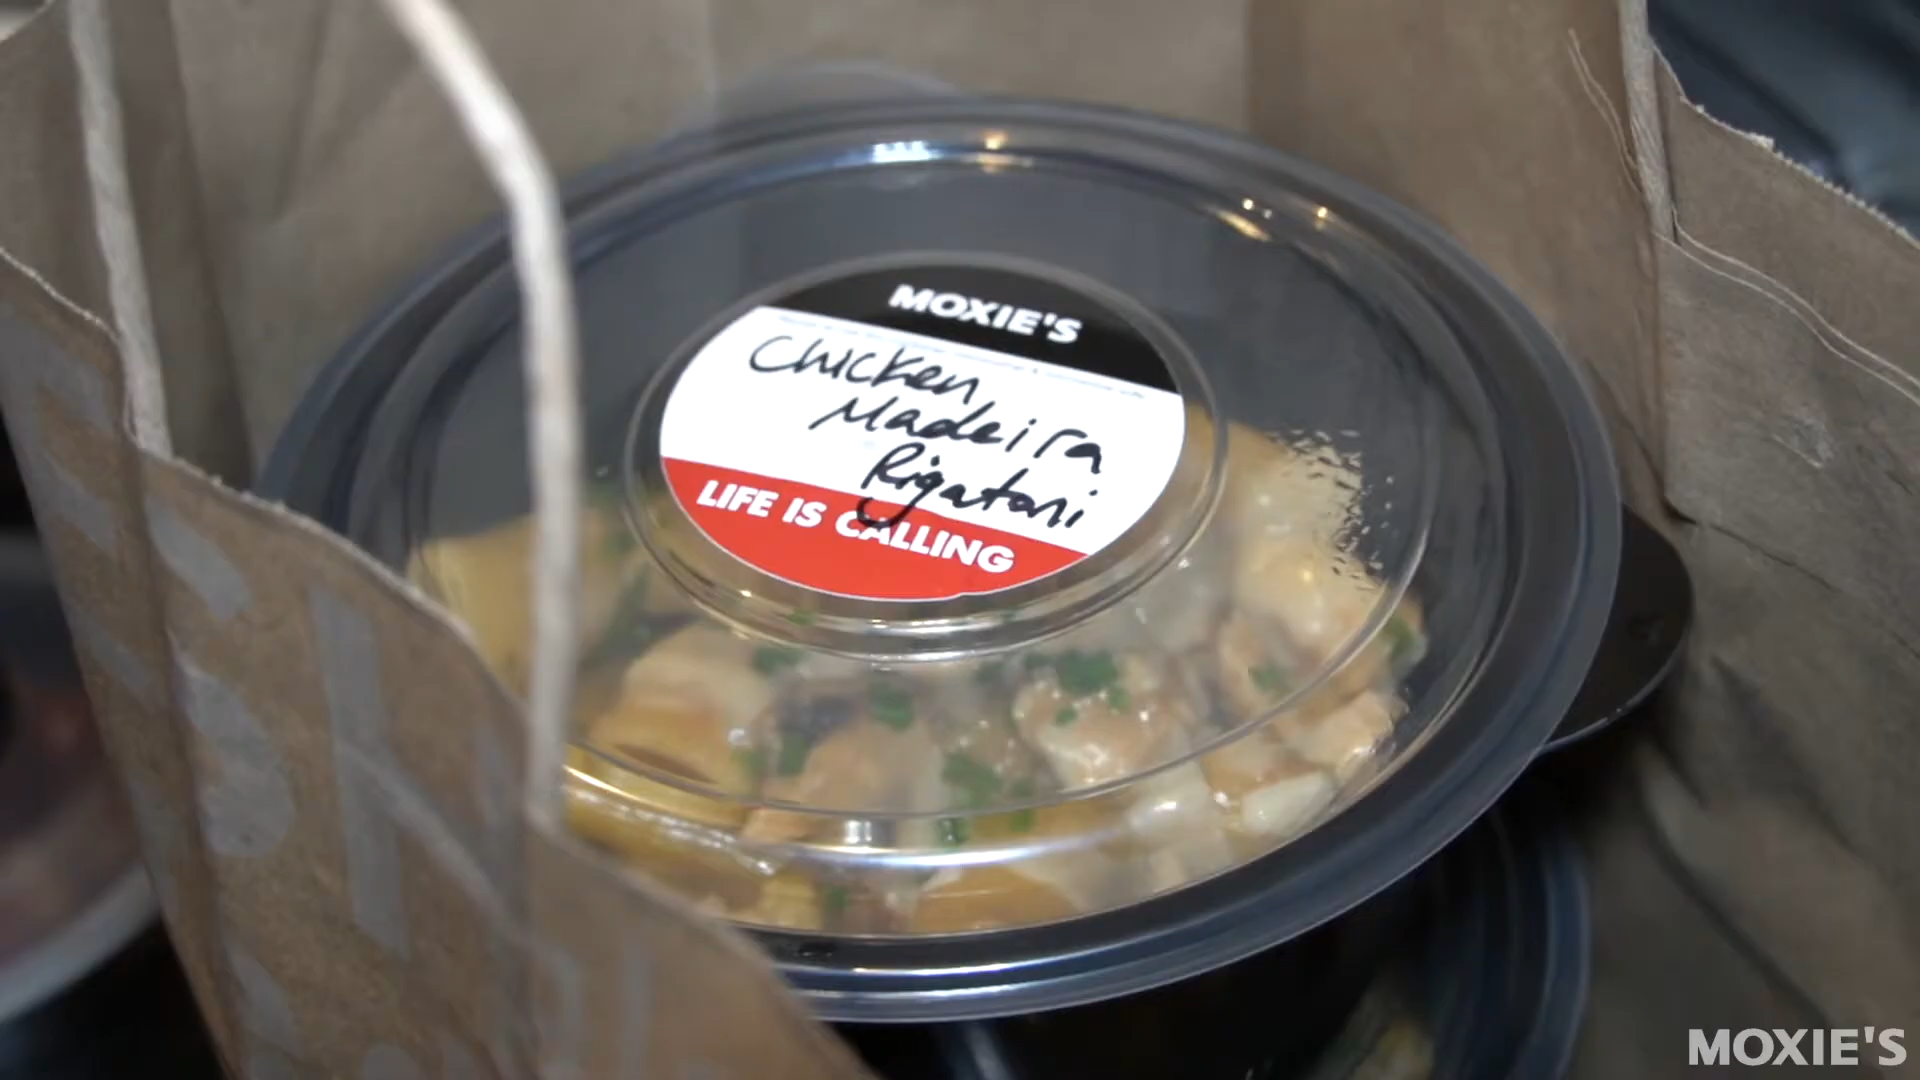 MOXIE'S
Chicken
Madeira
Rigatoni
LIFE IS CALLING
MOXIE'S